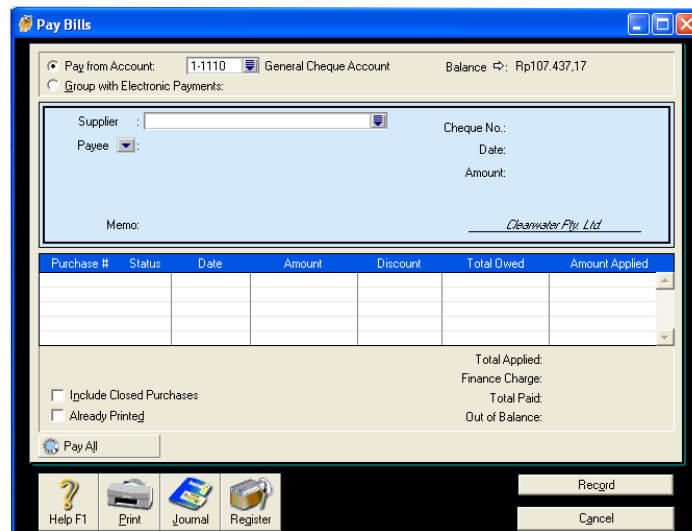 Pay Bills
Pay from Account: 1-1110 General Cheque Account Balance ⇨: Rp107.437,17
Group with Electronic Payments:
Supplier :
Cheque No.:
Payee :
Date:
Amount:
Memo:
Clearwater Pty. Ltd.
Purchase # Status Date Amount Discount Total Owed Amount Applied
Total Applied:
Finance Charge:
Include Closed Purchases
Total Paid:
Already Printed
Out of Balance:
Pay All
Help F1 Print Journal Register
Record
Cancel